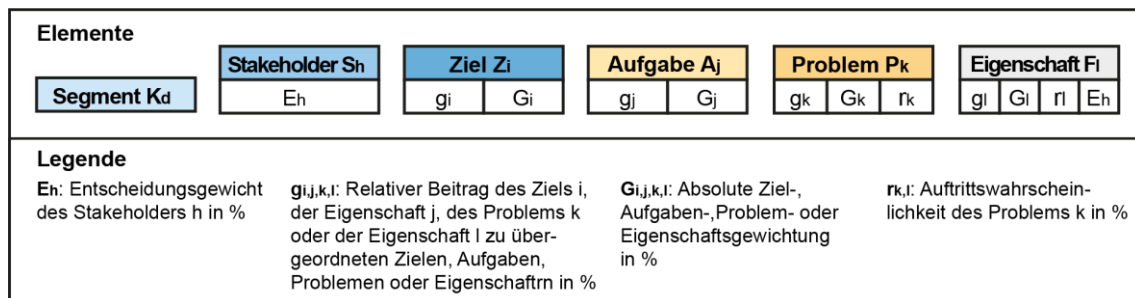 Elemente
Segment Kd
Stakeholder Sh
Eh
Ziel Zi
gi Gi
Aufgabe Aj
gj Gj
Problem Pk
gk Gk rk
Eigenschaft Fl
gl Gl rl Eh
Legende
Eh: Entscheidungsgewicht
des Stakeholders h in %
gi,j,k,l: Relativer Beitrag des Ziels i,
der Eigenschaft j, des Problems k
oder der Eigenschaft l zu über-
geordneten Zielen, Aufgaben,
Problemen oder Eigenschaftrn in %
Gi,j,k,l: Absolute Ziel-,
Aufgaben-,Problem- oder
Eigenschaftsgewichtung
in %
rk,l: Auftrittswahrschein-
lichkeit des Problems k in %